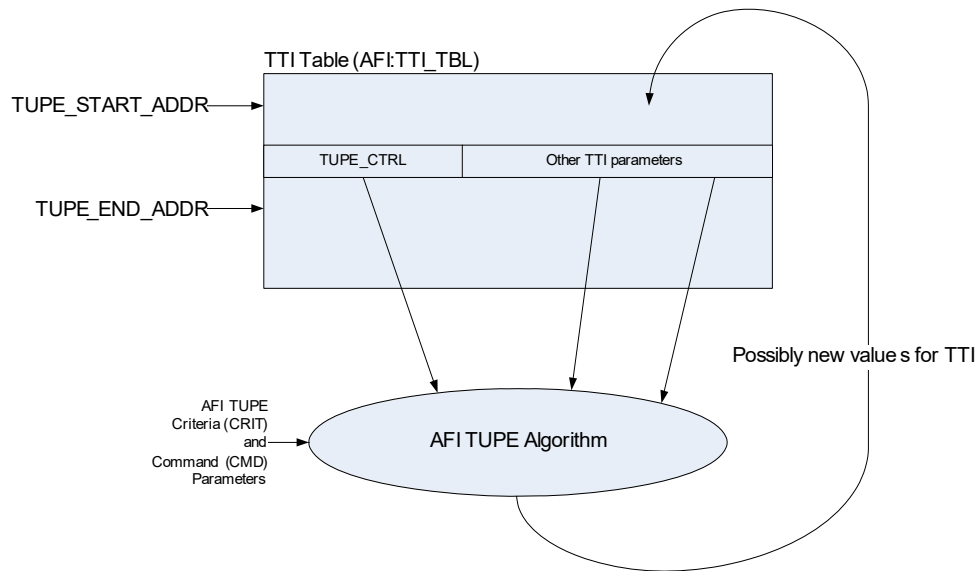 TTI Table (AFI:TTI_TBL)
TUPE_START_ADDR
TUPE_CTRL
Other TTI parameters
TUPE_END_ADDR
Possibly new values for TTI
AFI TUPE
Criteria (CRIT)
and
Command (CMD)
Parameters
AFI TUPE Algorithm